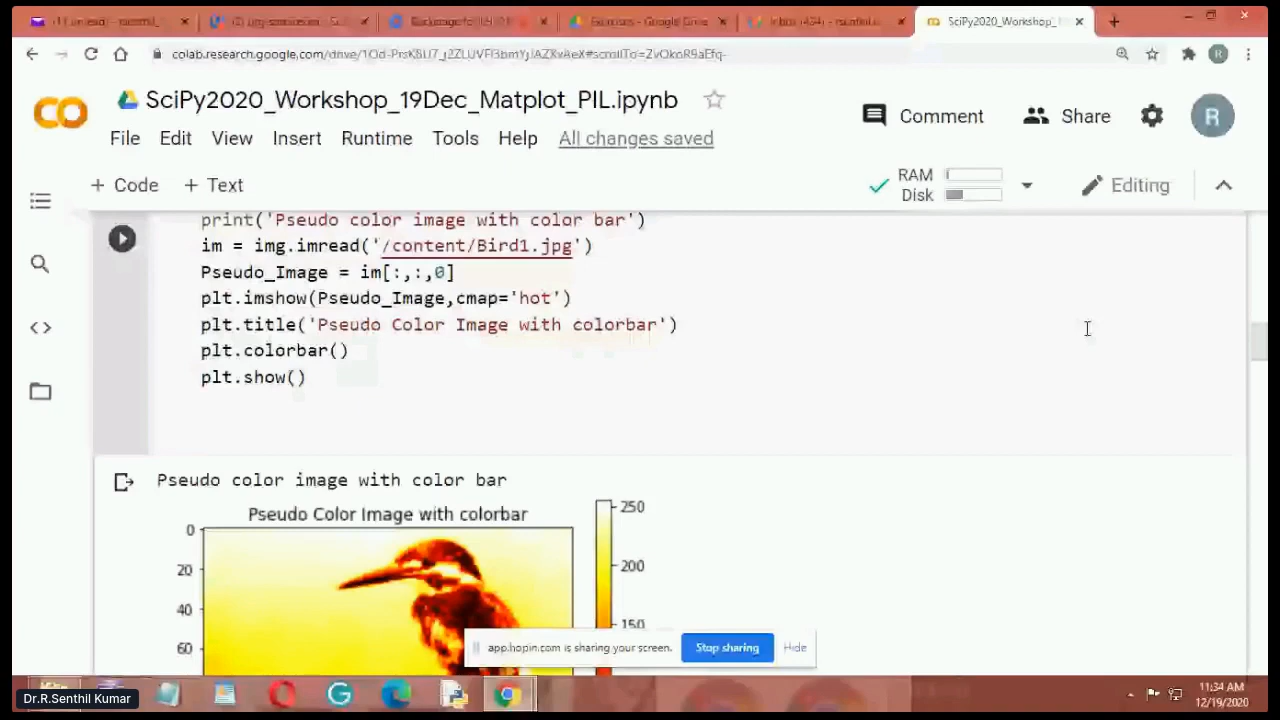 Exercises - Google Drive
SciPy2020_Workshop_
SciPy2020_Workshop_19Dec_Matplot_PIL.ipynb
File Edit View Insert Runtime Tools Help All changes saved
Comment
Share
R
+ Code + Text
RAM
Disk
Editing
print('Pseudo color image with color bar')
im = img.imread('/content/Bird1.jpg')
Pseudo_Image = im[:,:,0]
plt.imshow(Pseudo_Image,cmap='hot')
plt.title('Pseudo Color Image with colorbar')
plt.colorbar()
plt.show()
Pseudo color image with color bar
Pseudo Color Image with colorbar
0
20
40
60
250
200
150
app.hopin.com is sharing your screen.
Stop sharing
Hide
Dr.R.Senthil Kumar
11:34 AM
12/19/2020